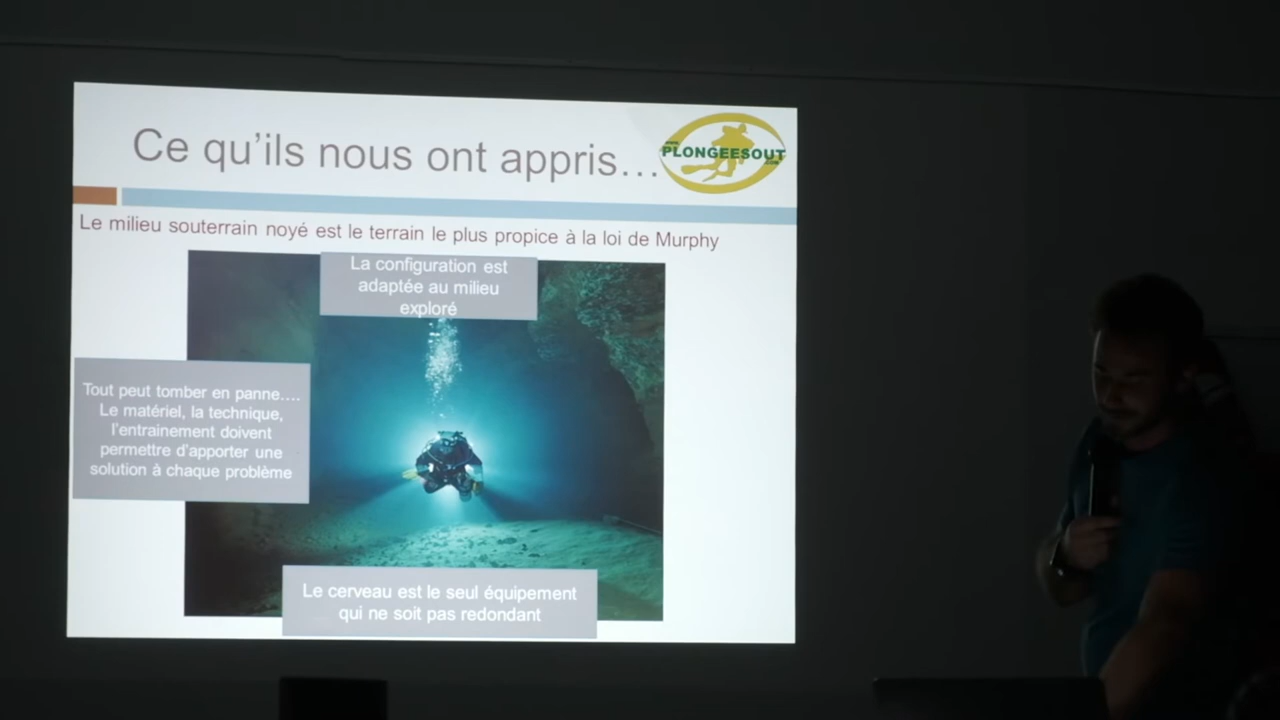 Ce qu'ils nous ont appris…
PLONGEESOUT
Le milieu souterrain noyé est le terrain le plus propice à la loi de Murphy
La configuration est
adaptée au milieu
exploré
Tout peut tomber en panne….
Le matériel, la technique,
l'entrainement doivent
permettre d'apporter une
solution à chaque problème
Le cerveau est le seul équipement
qui ne soit pas redondant